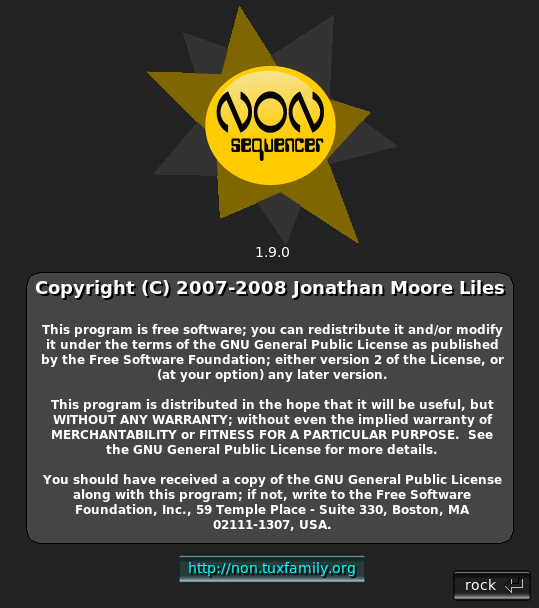 NON
sequencer
1.9.0
Copyright (C) 2007-2008 Jonathan Moore Liles
This program is free software; you can redistribute it and/or modify
it under the terms of the GNU General Public License as published
by the Free Software Foundation; either version 2 of the License, or
(at your option) any later version.
This program is distributed in the hope that it will be useful, but
WITHOUT ANY WARRANTY; without even the implied warranty of
MERCHANTABILITY or FITNESS FOR A PARTICULAR PURPOSE.  See
the GNU General Public License for more details.
You should have received a copy of the GNU General Public License
along with this program; if not, write to the Free Software
Foundation, Inc., 59 Temple Place - Suite 330, Boston, MA
02111-1307, USA.
http://non.tuxfamily.org
rock